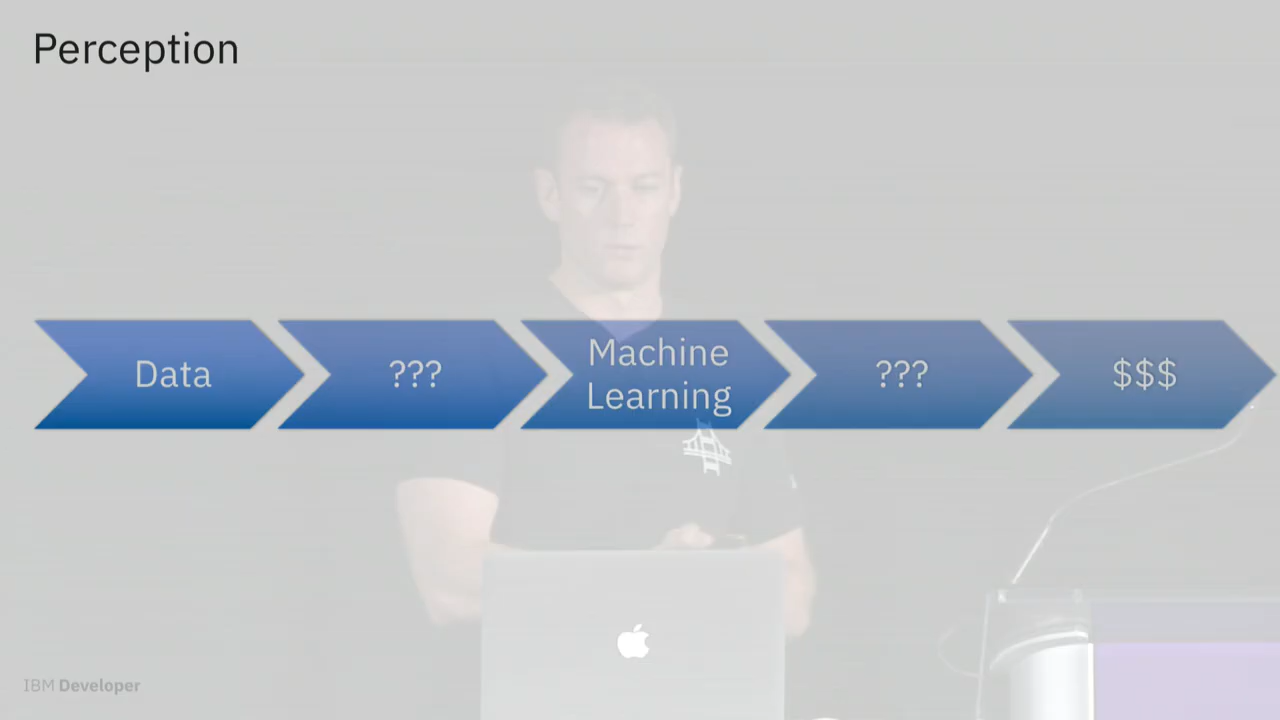 Perception
Data
???
Machine
Learning
???
$$$
IBM Developer